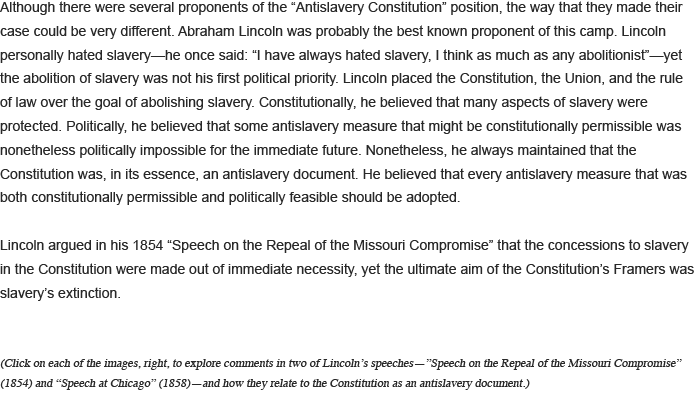 Although there were several proponents of the “Antislavery Constitution” position, the way that they made their
case could be very different. Abraham Lincoln was probably the best known proponent of this camp. Lincoln
personally hated slavery—he once said: “I have always hated slavery, I think as much as any abolitionist”—yet
the abolition of slavery was not his first political priority. Lincoln placed the Constitution, the Union, and the rule
of law over the goal of abolishing slavery. Constitutionally, he believed that many aspects of slavery were
protected. Politically, he believed that some antislavery measure that might be constitutionally permissible was
nonetheless politically impossible for the immediate future. Nonetheless, he always maintained that the
Constitution was, in its essence, an antislavery document. He believed that every antislavery measure that was
both constitutionally permissible and politically feasible should be adopted.
Lincoln argued in his 1854 “Speech on the Repeal of the Missouri Compromise” that the concessions to slavery
in the Constitution were made out of immediate necessity, yet the ultimate aim of the Constitution’s Framers was
slavery’s extinction.
(Click on each of the images, right, to explore comments in two of Lincoln’s speeches—”Speech on the Repeal of the Missouri Compromise”
(1854) and “Speech at Chicago” (1858)—and how they relate to the Constitution as an antislavery document.)